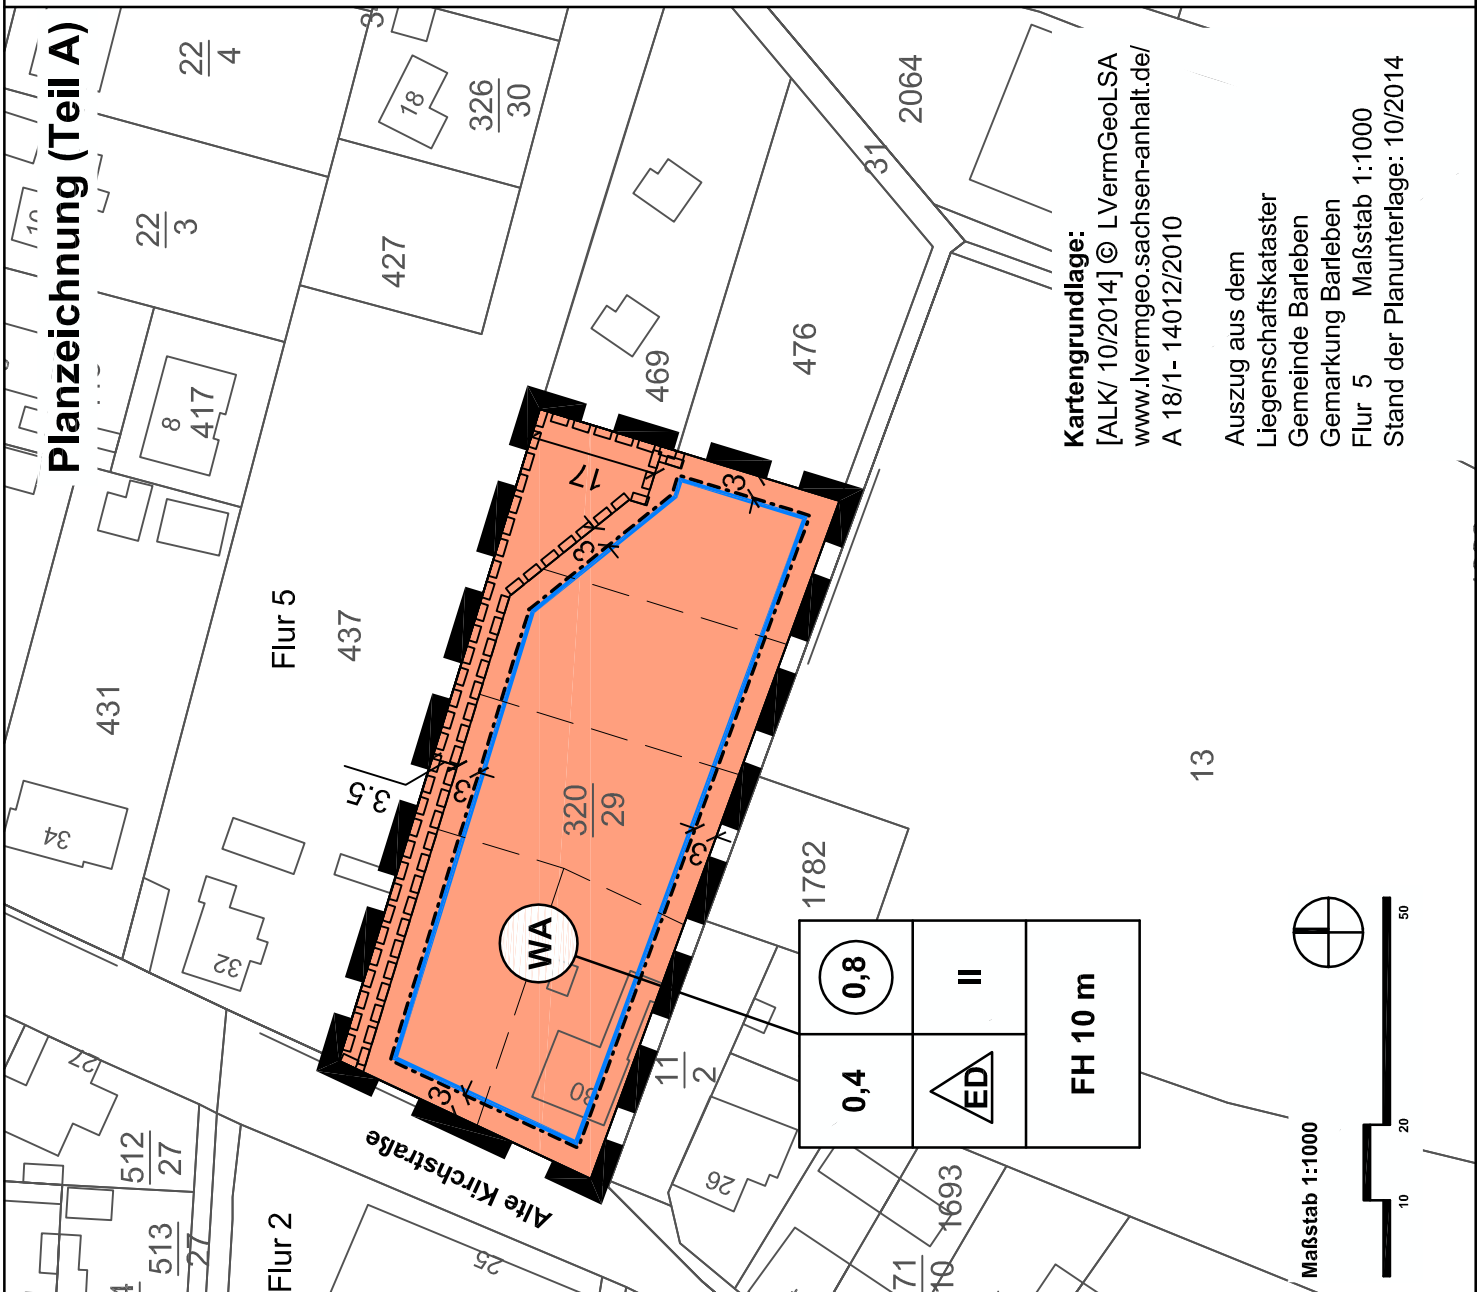 Planzeichnung (Teil A)
22
4
22
3
326
30
18
427
8
417
431
Flur 5
437
34
32
27
512
27
513
27
Flur 2
25
Alte Kirchstraße
469
476
2064
31
17
3
3
3.5
3
3
3
320
29
WA
30
11
2
26
1782
13
1693
71
10
0,4
0,8
ED
II
FH 10 m
Kartengrundlage:
[ALK/ 10/2014] © LVermGeoLSA
www.lvermgeo.sachsen-anhalt.de/
A 18/1- 14012/2010
Auszug aus dem
Liegenschaftskataster
Gemeinde Barleben
Gemarkung Barleben
Flur 5 Maßstab 1:1000
Stand der Planunterlage: 10/2014
Maßstab 1:1000
10
20
50